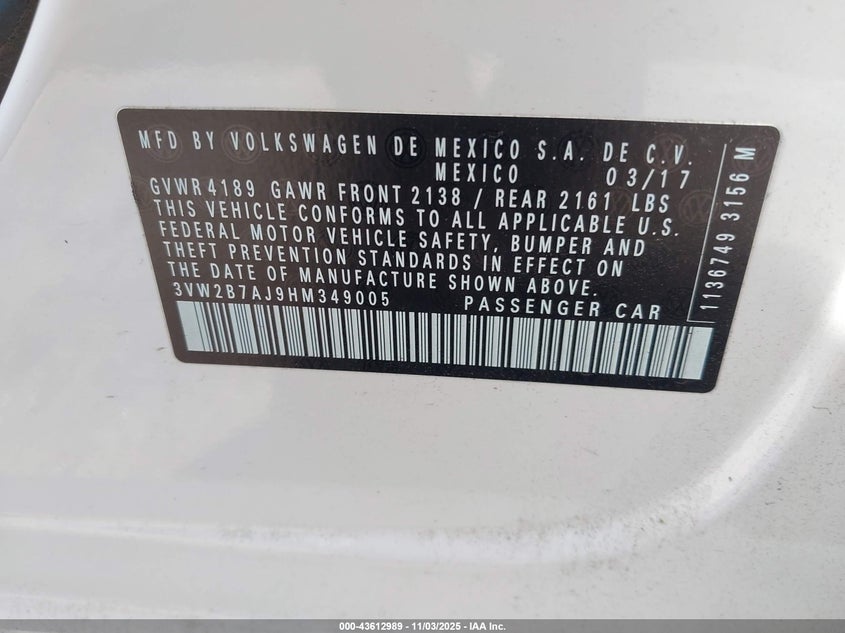 MFD BY VOLKSWAGEN DE MEXICO S.A. DE C.V.
MEXICO 03/17
GVWR 4189 GAWR FRONT 2138 / REAR 2161 LBS
THIS VEHICLE CONFORMS TO ALL APPLICABLE U.S.
FEDERAL MOTOR VEHICLE SAFETY, BUMPER AND
THEFT PREVENTION STANDARDS IN EFFECT ON
THE DATE OF MANUFACTURE SHOWN ABOVE.
3VW2B7AJ9HM349005 PASSENGER CAR
1136749 3156 M
000-43612989 - 11/03/2025 - IAA Inc.